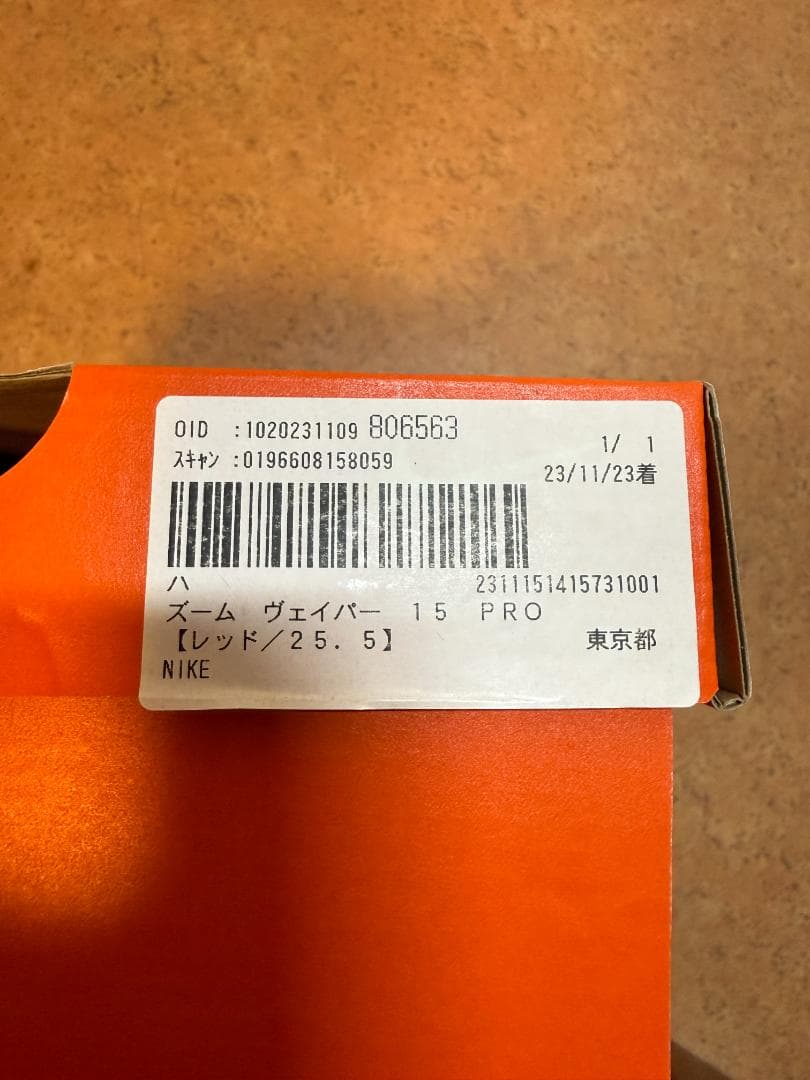 OID :1020231109 806563
1/ 1
ｽｷｬﾝ :0196608158059
23/11/23着
ハ
2311151415731001
ズーム ヴェイパー 15 PRO
【レッド／25．5】
東京都
NIKE